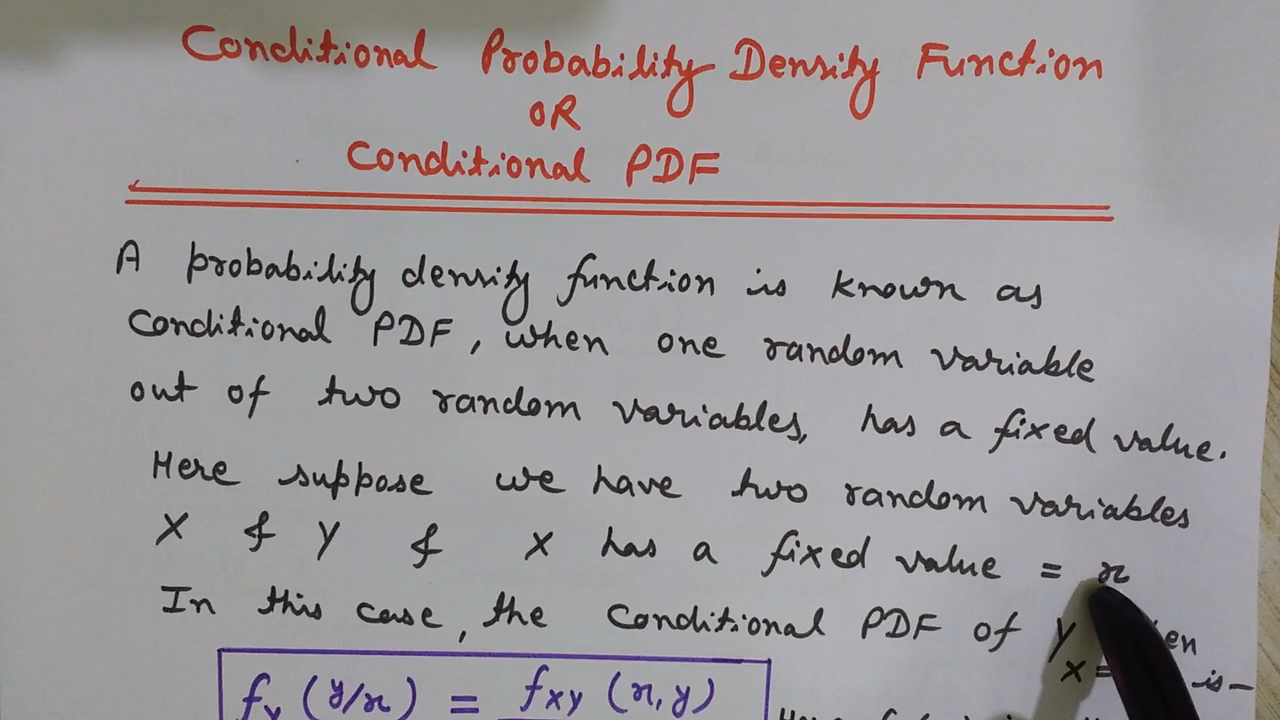 Conditional Probability Density Function
OR
Conditional PDF
A probability density function is known as
conditional PDF, when one random variable
out of two random variables, has a fixed value.
Here suppose we have two random variables
X & Y & X has a fixed value = x
In this case, the conditional PDF of Y
X = is -
fy (y/x) = fxy (x,y)